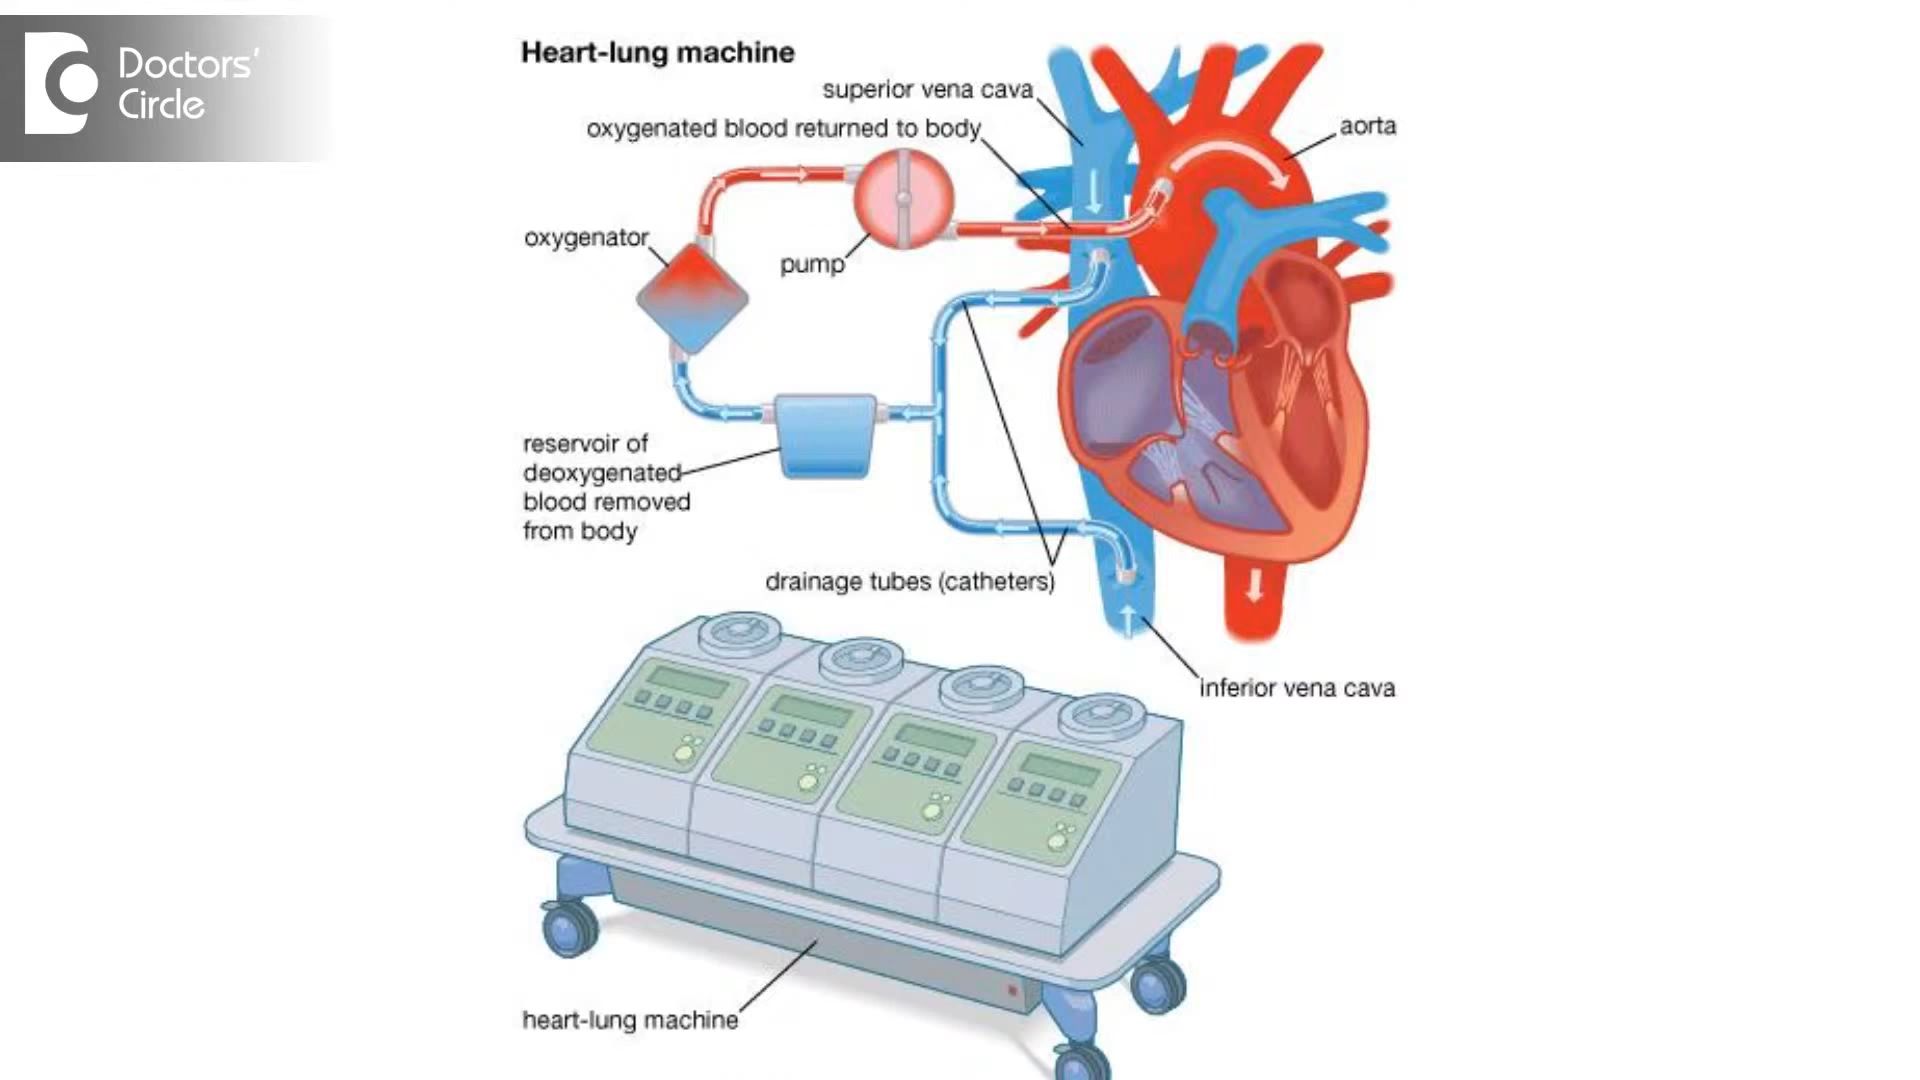 Doctors'
Circle
Heart-lung machine
superior vena cava
oxygenated blood returned to body
aorta
oxygenator
pump
reservoir of
deoxygenated
blood removed
from body
drainage tubes (catheters)
inferior vena cava
heart-lung machine